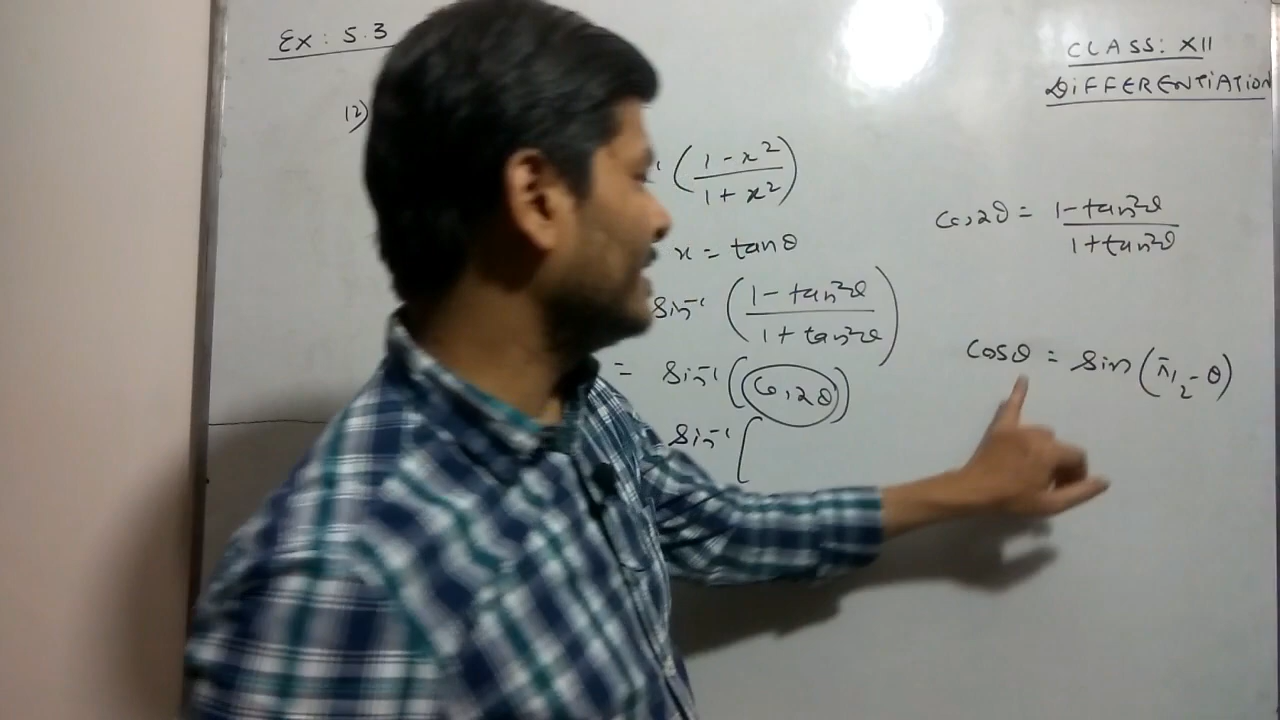 Ex: 5.3
CLASS: XII
DIFFERENTIATION
12)
( 1 - x² / 1 + x² )
x = tanθ
Sin⁻¹ ( 1 - tan²θ / 1 + tan²θ )
= Sin⁻¹ ( Cos2θ )
Sin⁻¹ (
Cos2θ = 1 - tan²θ / 1 + tan²θ
Cosθ = Sin ( π/2 - θ )